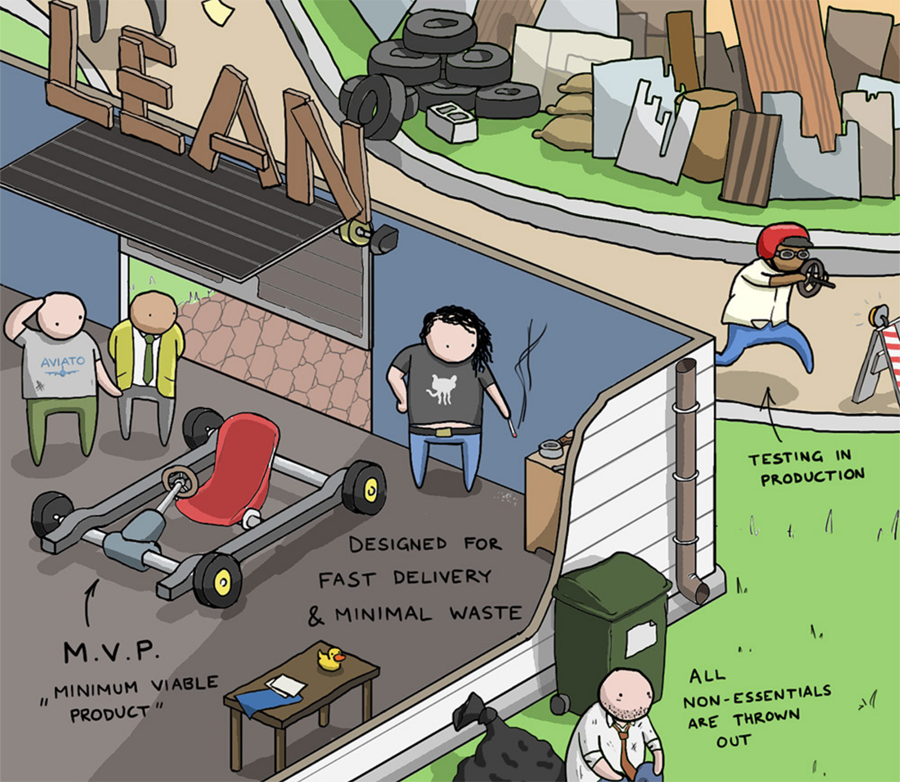 LEAN
AVIATO
TESTING IN
PRODUCTION
DESIGNED FOR
FAST DELIVERY
& MINIMAL WASTE
M.V.P.
„MINIMUM VIABLE
PRODUCT"
ALL
NON-ESSENTIALS
ARE THROWN
OUT